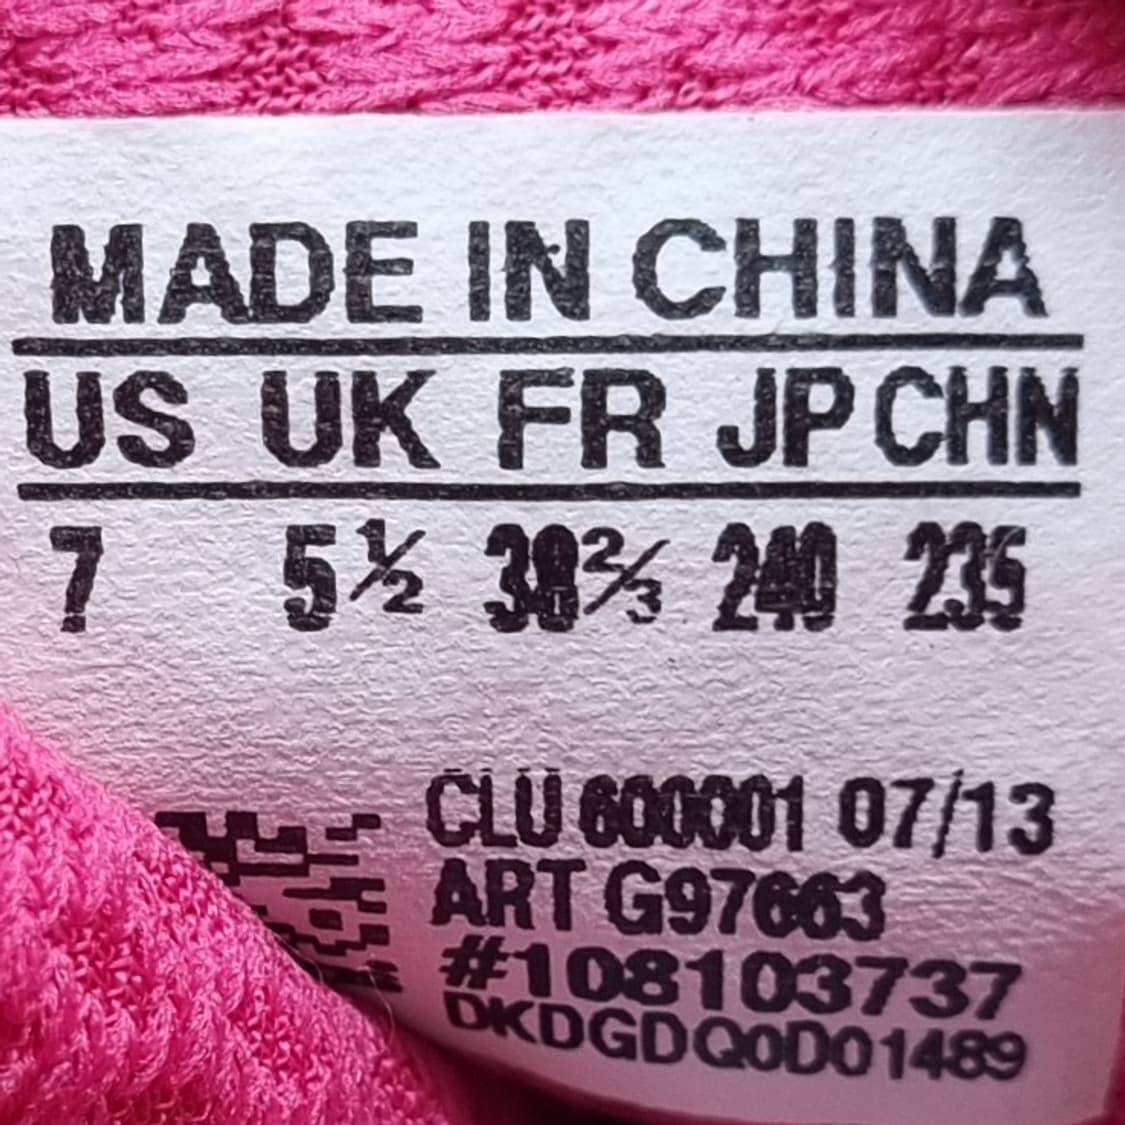 MADE IN CHINA
US UK FR JP CHN
7 5½ 38⅔ 240 235
CLU 600001 07/13
ART G97663
#108103737
DKDGDQ0D01489